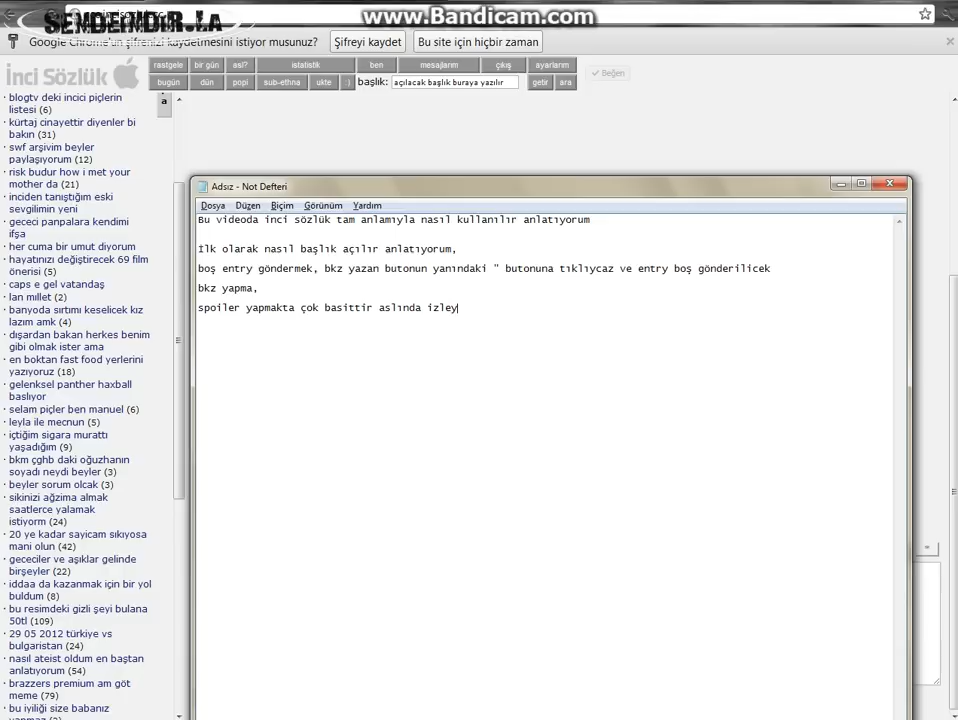 SENDEINDIR.LA
www.Bandicam.com
Google Chrome'un şifrenizi kaydetmesini istiyor musunuz? Şifreyi kaydet Bu site için hiçbir zaman
İnci Sözlük
rastgele bir gün asl? istatistik ben mesajlarım çıkış ayarlarım
bugün dün popi sub-ethna ukte :) başlık: açılacak başlık buraya yazılır getir ara
Beğen
a
· blogtv deki incici piçlerin
listesi (6)
· kürtaj cinayettir diyenler bi
bakın (31)
· swf arşivim beyler
paylaşıyorum (12)
· risk budur how i met your
mother da (21)
· inciden tanıştığım eski
sevgilimin yeni
· gececi panpalara kendimi
ifşa
· her cuma bir umut diyorum
· hayatınızı değiştirecek 69 film
önerisi (5)
· caps e gel vatandaş
· lan millet (2)
· banyoda sırtımı keselicek kız
lazım amk (4)
· dışardan bakan herkes benim
gibi olmak ister ama
· en boktan fast food yerlerini
yazıyoruz (18)
· gelenksel panther haxball
baslıyor
· selam piçler ben manuel (6)
· leyla ile mecnun (5)
· içtiğim sigara murattı
yaşadığım (9)
· bkm çghb daki oğuzhanın
soyadı neydi beyler (3)
· beyler sorum olcak (3)
· sikinizi ağzima almak
saatlerce yalamak
istiyorm (24)
· 20 ye kadar sayicam sıkıyosa
mani olun (42)
· gececiler ve aşıklar gelinde
birşeyler (22)
· iddaa da kazanmak için bir yol
buldum (8)
· bu resimdeki gizli şeyi bulana
50tl (109)
· 29 05 2012 türkiye vs
bulgaristan (24)
· nasıl ateist oldum en baştan
anlatıyorum (54)
· brazzers premium am göt
meme (79)
· bu iyiliği size babanız
yapmaz
Adsız - Not Defteri
Dosya Düzen Biçim Görünüm Yardım
Bu videoda inci sözlük tam anlamıyla nasıl kullanılır anlatıyorum
İlk olarak nasıl başlık açılır anlatıyorum,
boş entry göndermek, bkz yazan butonun yanındaki " butonuna tıklıycaz ve entry boş gönderilicek
bkz yapma,
spoiler yapmakta çok basittir aslında izley